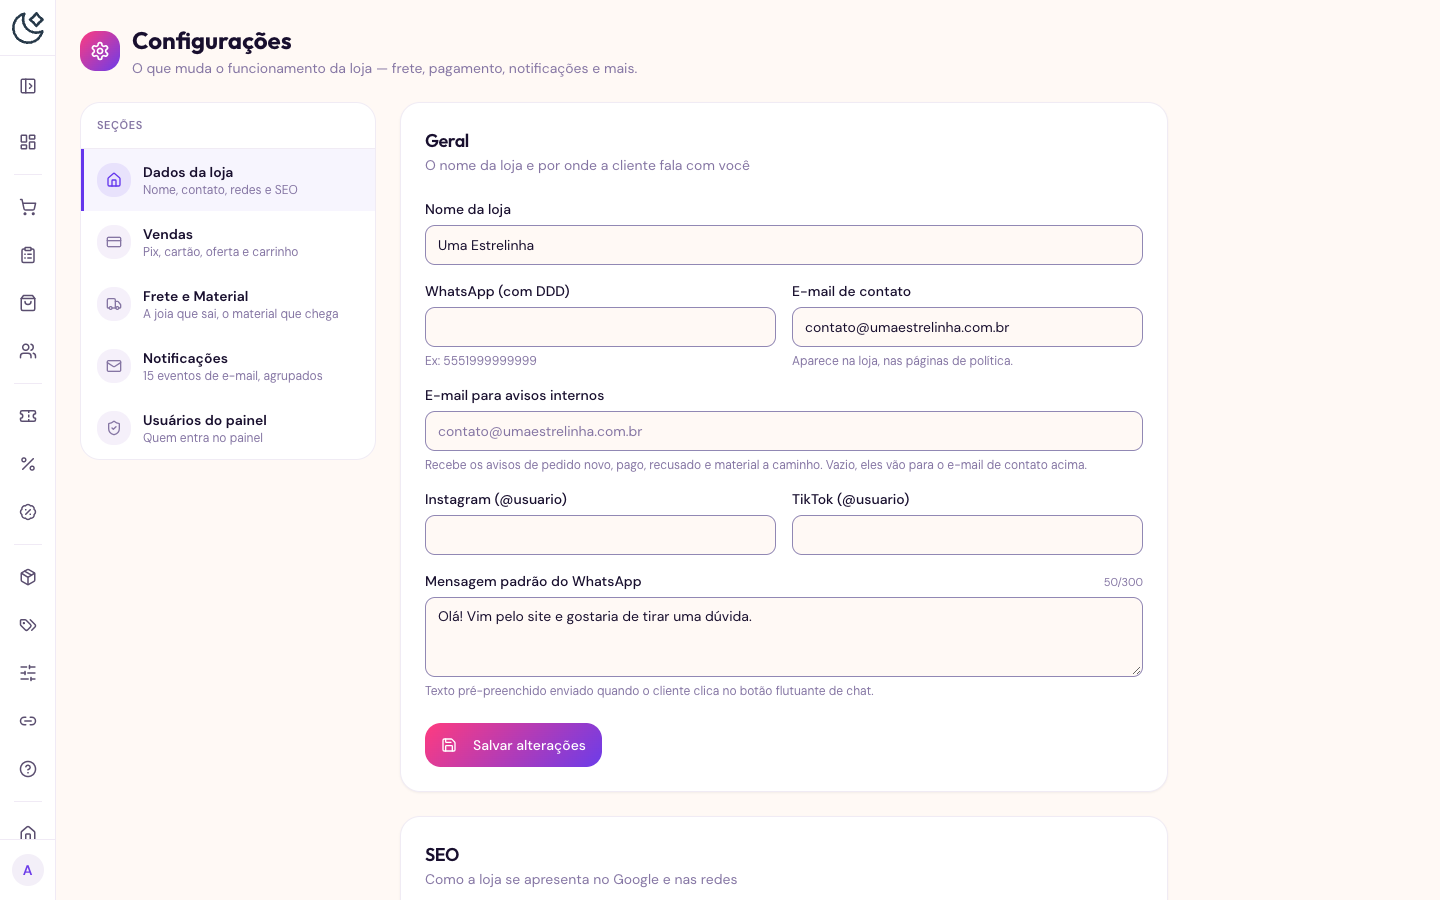 Configurações
O que muda o funcionamento da loja — frete, pagamento, notificações e mais.
SEÇÕES
Dados da loja
Nome, contato, redes e SEO
Vendas
Pix, cartão, oferta e carrinho
Frete e Material
A joia que sai, o material que chega
Notificações
15 eventos de e-mail, agrupados
Usuários do painel
Quem entra no painel
A
Geral
O nome da loja e por onde a cliente fala com você
Nome da loja
Uma Estrelinha
WhatsApp (com DDD)
Ex: 5551999999999
E-mail de contato
contato@umaestrelinha.com.br
Aparece na loja, nas páginas de política.
E-mail para avisos internos
contato@umaestrelinha.com.br
Recebe os avisos de pedido novo, pago, recusado e material a caminho. Vazio, eles vão para o e-mail de contato acima.
Instagram (@usuario)
TikTok (@usuario)
Mensagem padrão do WhatsApp
50/300
Olá! Vim pelo site e gostaria de tirar uma dúvida.
Texto pré-preenchido enviado quando o cliente clica no botão flutuante de chat.
Salvar alterações
SEO
Como a loja se apresenta no Google e nas redes